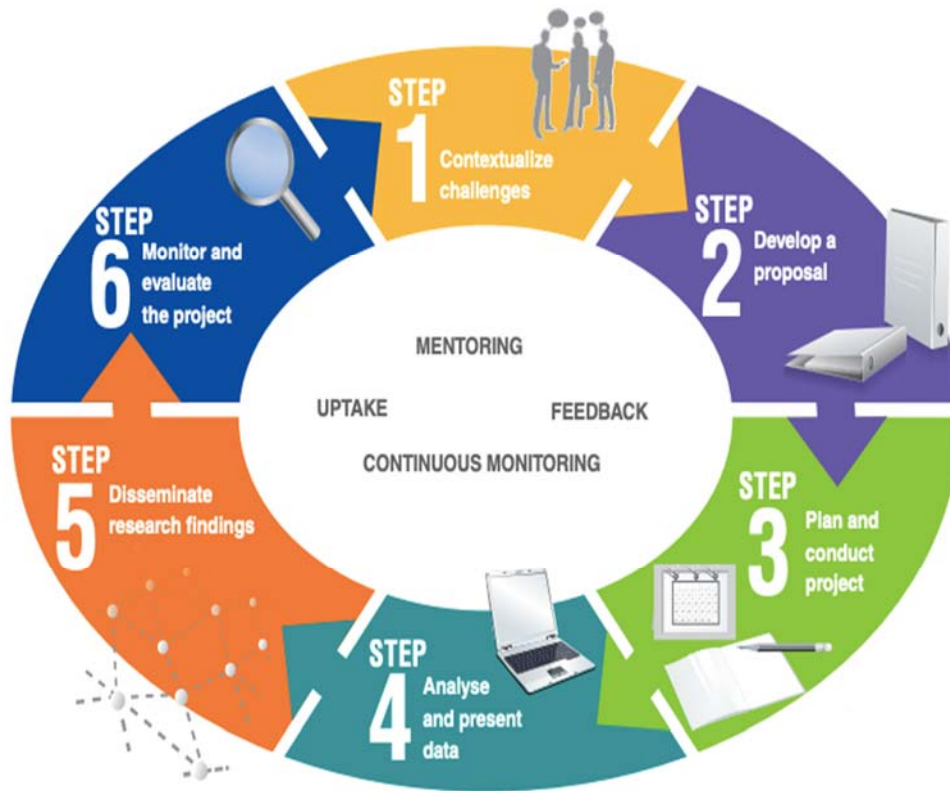 STEP
1
Contextualize
challenges
STEP
2
Develop a
proposal
STEP
3
Plan and
conduct
project
STEP
4
Analyse
and present
data
STEP
5
Disseminate
research findings
STEP
6
Monitor and
evaluate
the project
MENTORING
UPTAKE
FEEDBACK
CONTINUOUS MONITORING